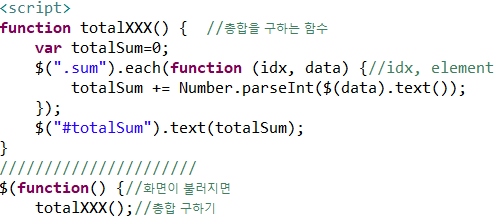 <script>
function totalXXX() {  //총합을 구하는 함수
    var totalSum=0;
    $(".sum").each(function (idx, data) {//idx, element
        totalSum += Number.parseInt($(data).text());
    });
    $("#totalSum").text(totalSum);
}
//////////////////////
$(function() {//화면이 불러지면
    totalXXX();//총합 구하기